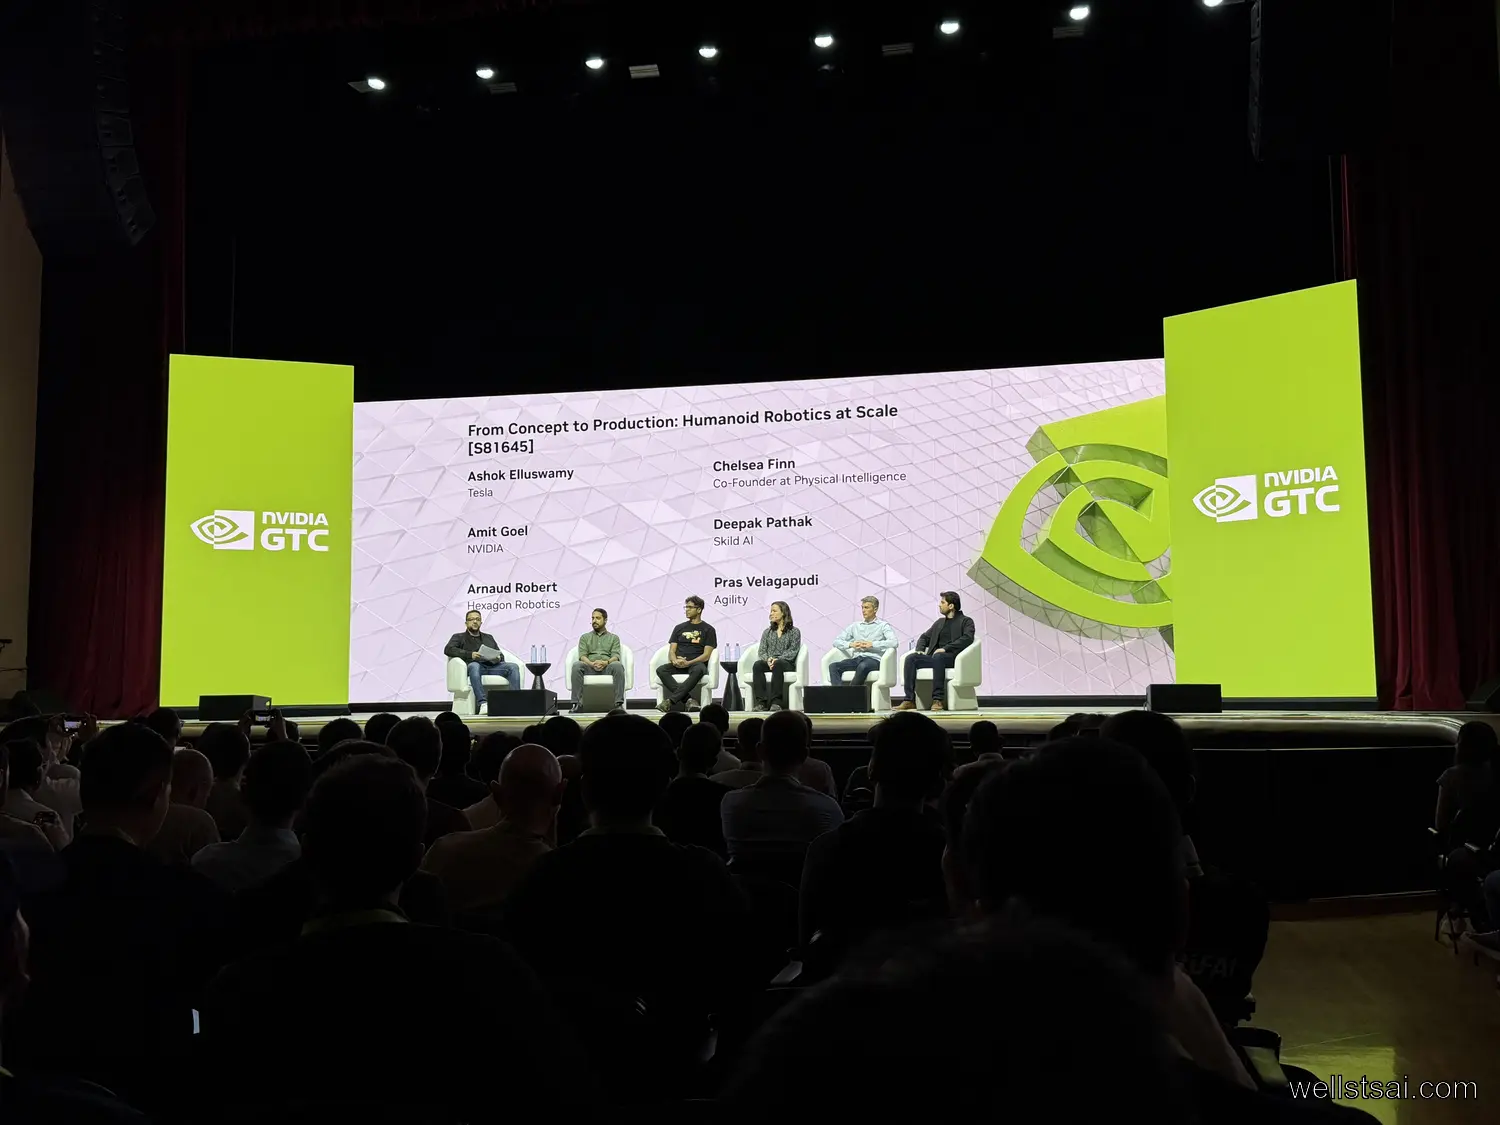 From Concept to Production: Humanoid Robotics at Scale
[S81645]
Ashok Elluswamy
Tesla
Amit Goel
NVIDIA
Arnaud Robert
Hexagon Robotics
Chelsea Finn
Co-Founder at Physical Intelligence
Deepak Pathak
Skild AI
Pras Velagapudi
Agility
NVIDIA
GTC
NVIDIA
GTC
wellstsai.com